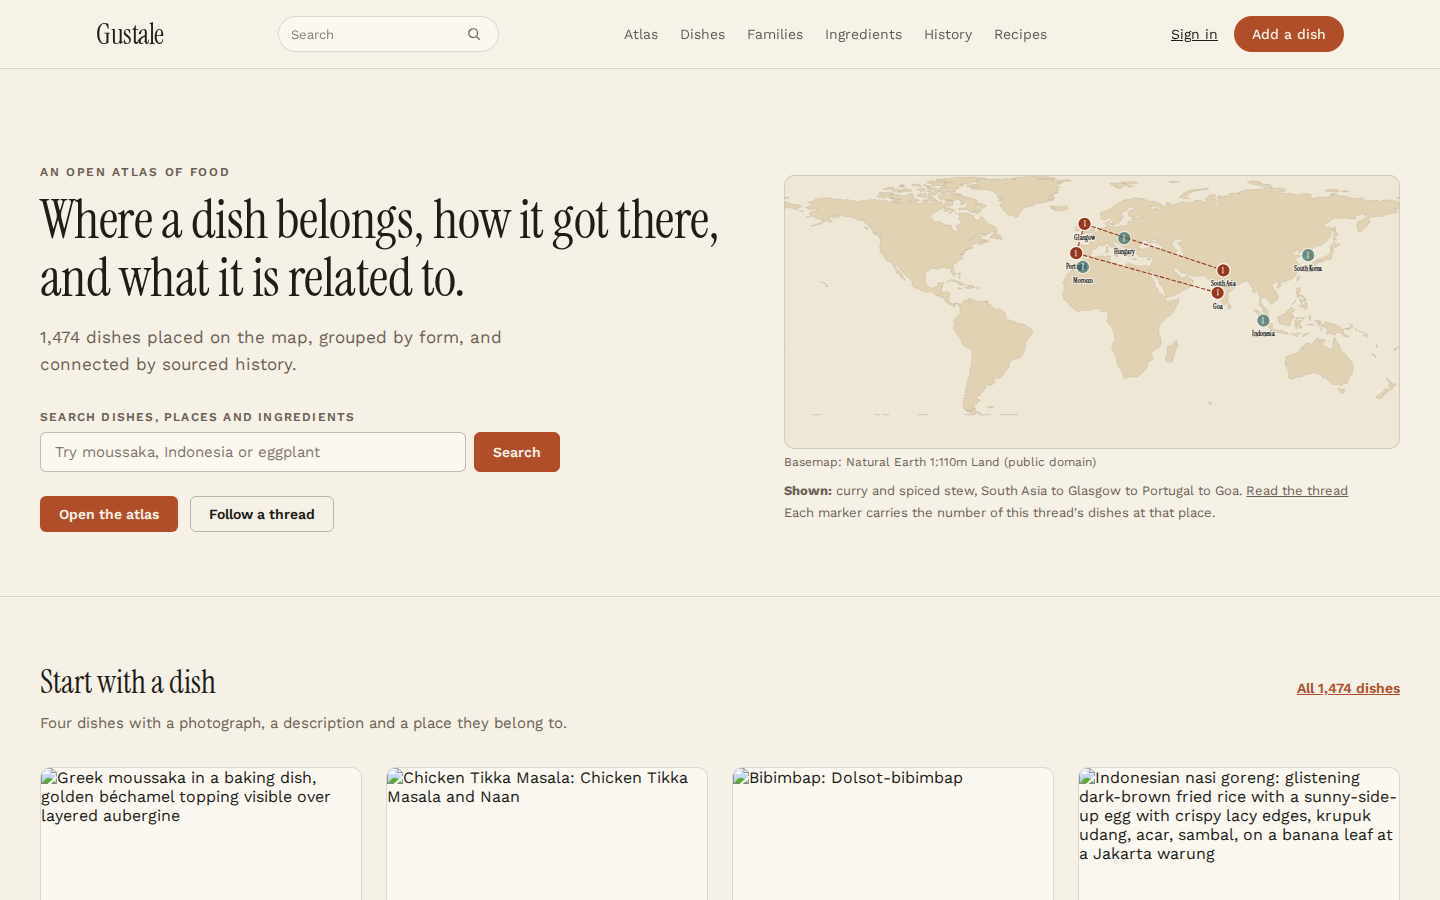 Gustale
Search
Atlas Dishes Families Ingredients History Recipes
Sign in
Add a dish
AN OPEN ATLAS OF FOOD
Where a dish belongs, how it got there,
and what it is related to.
1,474 dishes placed on the map, grouped by form, and
connected by sourced history.
SEARCH DISHES, PLACES AND INGREDIENTS
Try moussaka, Indonesia or eggplant
Search
Open the atlas
Follow a thread
Glasgow
Hungary
Morocco
South Asia
Goa
South Korea
Indonesia
Basemap: Natural Earth 1:110m Land (public domain)
Shown: curry and spiced stew, South Asia to Glasgow to Portugal to Goa. Read the thread
Each marker carries the number of this thread's dishes at that place.
Start with a dish
All 1,474 dishes
Four dishes with a photograph, a description and a place they belong to.
Greek moussaka in a baking dish,
golden béchamel topping visible over
layered aubergine
Chicken Tikka Masala: Chicken Tikka
Masala and Naan
Bibimbap: Dolsot-bibimbap
Indonesian nasi goreng: glistening
dark-brown fried rice with a sunny-side-
up egg with crispy lacy edges, krupuk
udang, acar, sambal, on a banana leaf at
a Jakarta warung